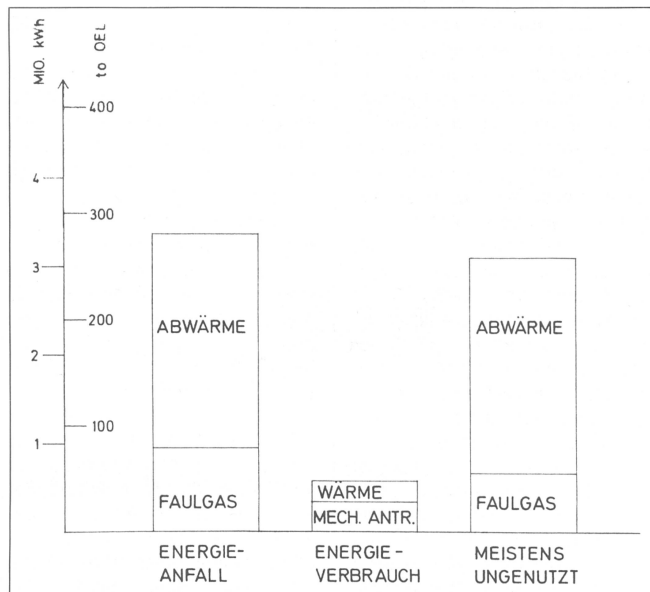 MIO. kWh
to OEL
400
4
300
3
200
2
100
1
ABWÄRME
FAULGAS
WÄRME
MECH. ANTR.
ABWÄRME
FAULGAS
ENERGIE-
ANFALL
ENERGIE-
VERBRAUCH
MEISTENS
UNGENUTZT